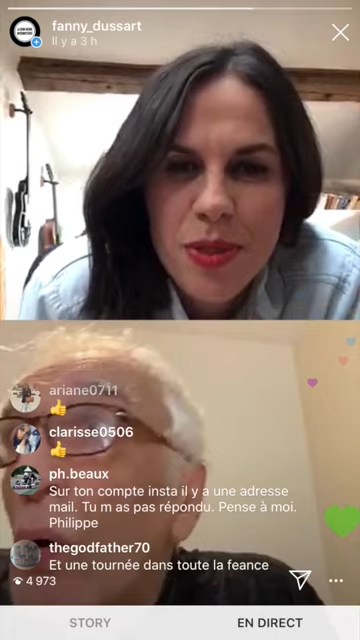 fanny_dussart
Il y a 3 h
ariane0711
👍
clarisse0506
👍
ph.beaux
Sur ton compte insta il y a une adresse
mail. Tu m as pas répondu. Pense à moi.
Philippe
thegodfather70
Et une tournée dans toute la feance
4 973
STORY
EN DIRECT